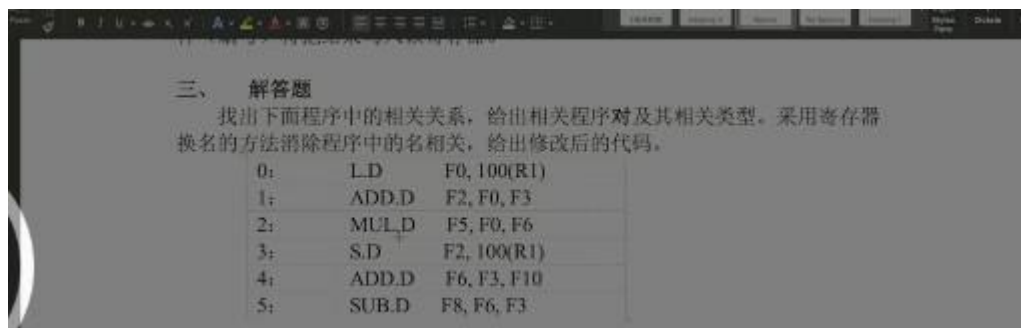 三、 解答题
找出下面程序中的相关关系，给出相关程序对及其相关类型。采用寄存器
换名的方法消除程序中的名相关，给出修改后的代码。
0: L.D F0, 100(R1)
1: ADD.D F2, F0, F3
2: MUL.D F5, F0, F6
3: S.D F2, 100(R1)
4: ADD.D F6, F3, F10
5: SUB.D F8, F6, F3